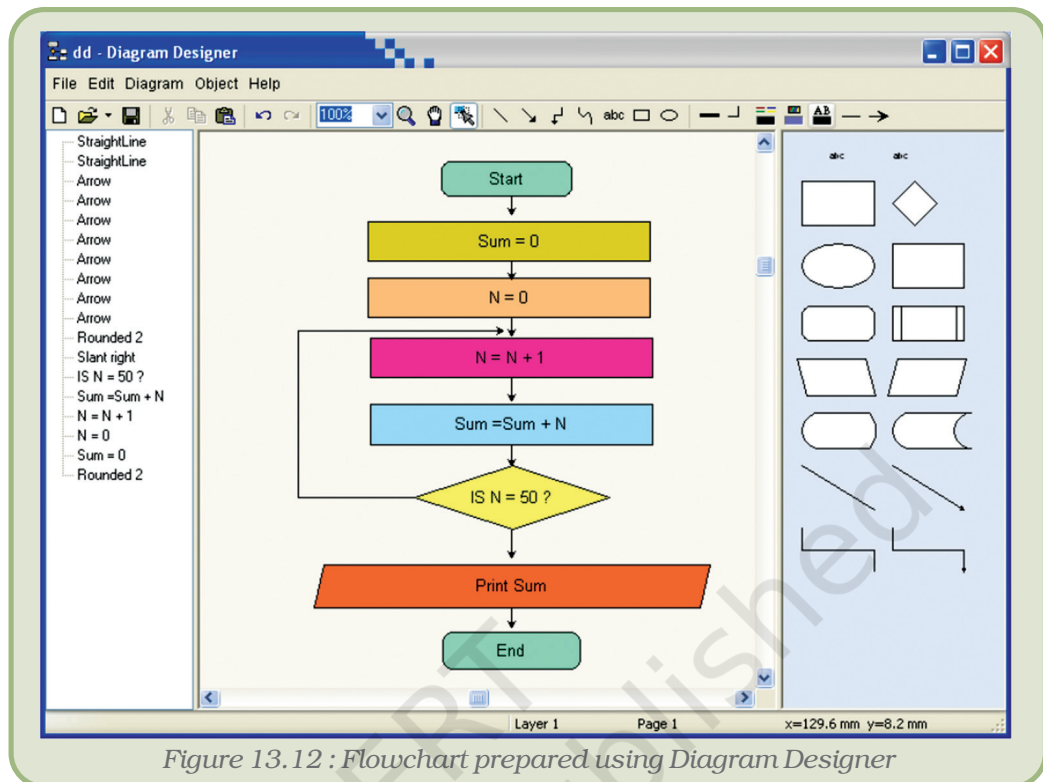 dd - Diagram Designer
File Edit Diagram Object Help
100%
abc
AB
StraightLine
StraightLine
Arrow
Arrow
Arrow
Arrow
Arrow
Arrow
Arrow
Arrow
Rounded 2
Slant right
IS N = 50 ?
Sum =Sum + N
N = N + 1
N = 0
Sum = 0
Rounded 2
Start
Sum = 0
N = 0
N = N + 1
Sum =Sum + N
IS N = 50 ?
Print Sum
End
abc abc
Layer 1 Page 1 x=129.6 mm y=8.2 mm
Figure 13.12 : Flowchart prepared using Diagram Designer